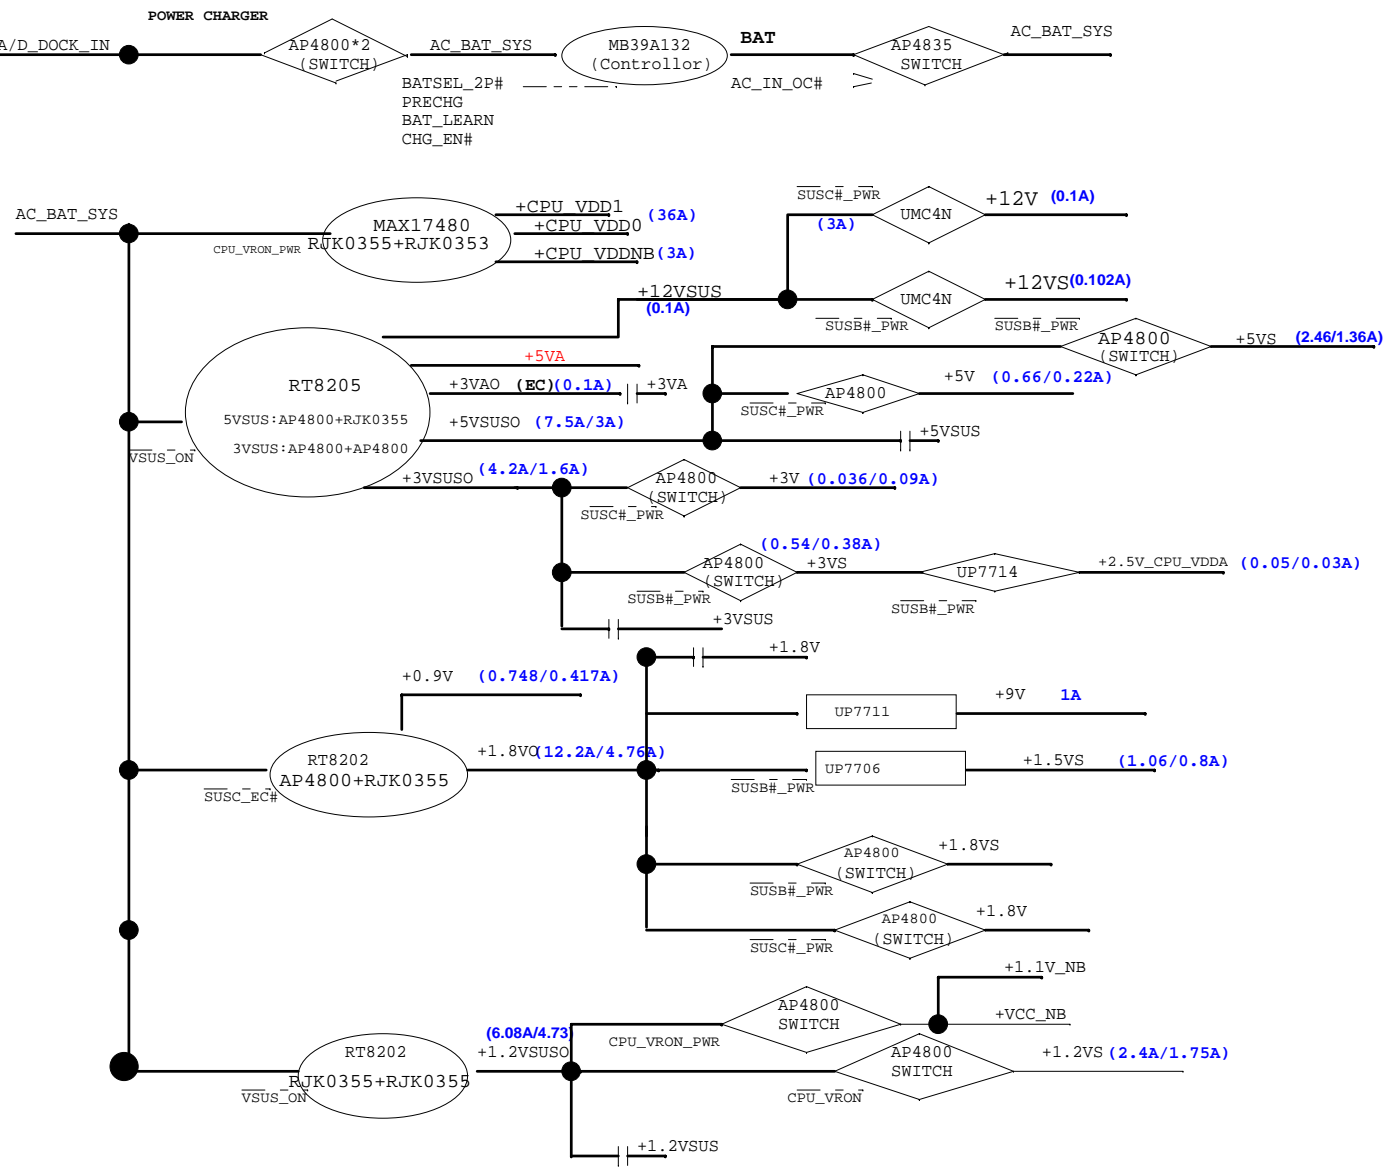 POWER CHARGER
A/D_DOCK_IN
AP4800*2
(SWITCH)
AC_BAT_SYS
MB39A132
(Controllor)
BAT
AP4835
SWITCH
AC_BAT_SYS
BATSEL_2P#
PRECHG
BAT_LEARN
CHG_EN#
AC_IN_OC#
AC_BAT_SYS
CPU_VRON_PWR
MAX17480
RJK0355+RJK0353
+CPU_VDD1
(36A)
+CPU_VDD0
+CPU_VDDNB (3A)
SUSC#_PWR
(3A)
UMC4N
+12V (0.1A)
+12VSUS
(0.1A)
UMC4N
+12VS (0.102A)
SUSB#_PWR
SUSB#_PWR
AP4800
(SWITCH)
+5VS (2.46/1.36A)
RT8205
5VSUS:AP4800+RJK0355
3VSUS:AP4800+AP4800
VSUS_ON
+5VA
+3VAO (EC)(0.1A)
+3VA
SUSC#_PWR
AP4800
+5V (0.66/0.22A)
+5VSUSO (7.5A/3A)
+5VSUS
+3VSUSO (4.2A/1.6A)
AP4800
(SWITCH)
SUSC#_PWR
+3V (0.036/0.09A)
(0.54/0.38A)
AP4800
(SWITCH)
SUSB#_PWR
+3VS
UP7714
SUSB#_PWR
+2.5V_CPU_VDDA (0.05/0.03A)
+3VSUS
+1.8V
+0.9V (0.748/0.417A)
UP7711
+9V 1A
RT8202
AP4800+RJK0355
SUSC_EC#
+1.8VO (12.2A/4.76A)
SUSB#_PWR
UP7706
+1.5VS (1.06/0.8A)
AP4800
(SWITCH)
SUSB#_PWR
+1.8VS
AP4800
(SWITCH)
SUSC#_PWR
+1.8V
+1.1V_NB
AP4800
SWITCH
CPU_VRON_PWR
+VCC_NB
RT8202
RJK0355+RJK0355
VSUS_ON
(6.08A/4.73)
+1.2VSUSO
AP4800
SWITCH
CPU_VRON
+1.2VS (2.4A/1.75A)
+1.2VSUS